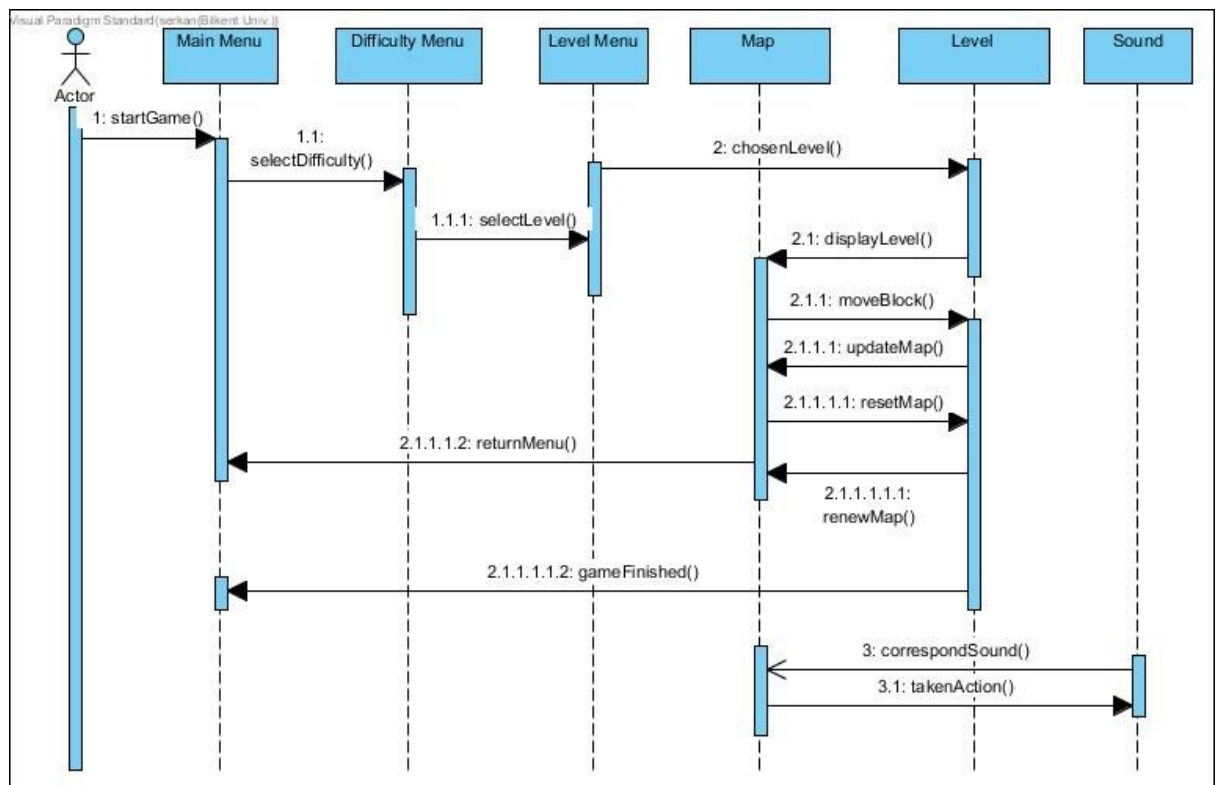 Visual Paradigm Standard(serkan(Bilkent Univ.))
Actor
Main Menu
Difficulty Menu
Level Menu
Map
Level
Sound
1: startGame()
1.1:
selectDifficulty()
2: chosenLevel()
1.1.1: selectLevel()
2.1: displayLevel()
2.1.1: moveBlock()
2.1.1.1: updateMap()
2.1.1.1.1: resetMap()
2.1.1.1.2: returnMenu()
2.1.1.1.1.1:
renewMap()
2.1.1.1.1.2: gameFinished()
3: correspondSound()
3.1: takenAction()